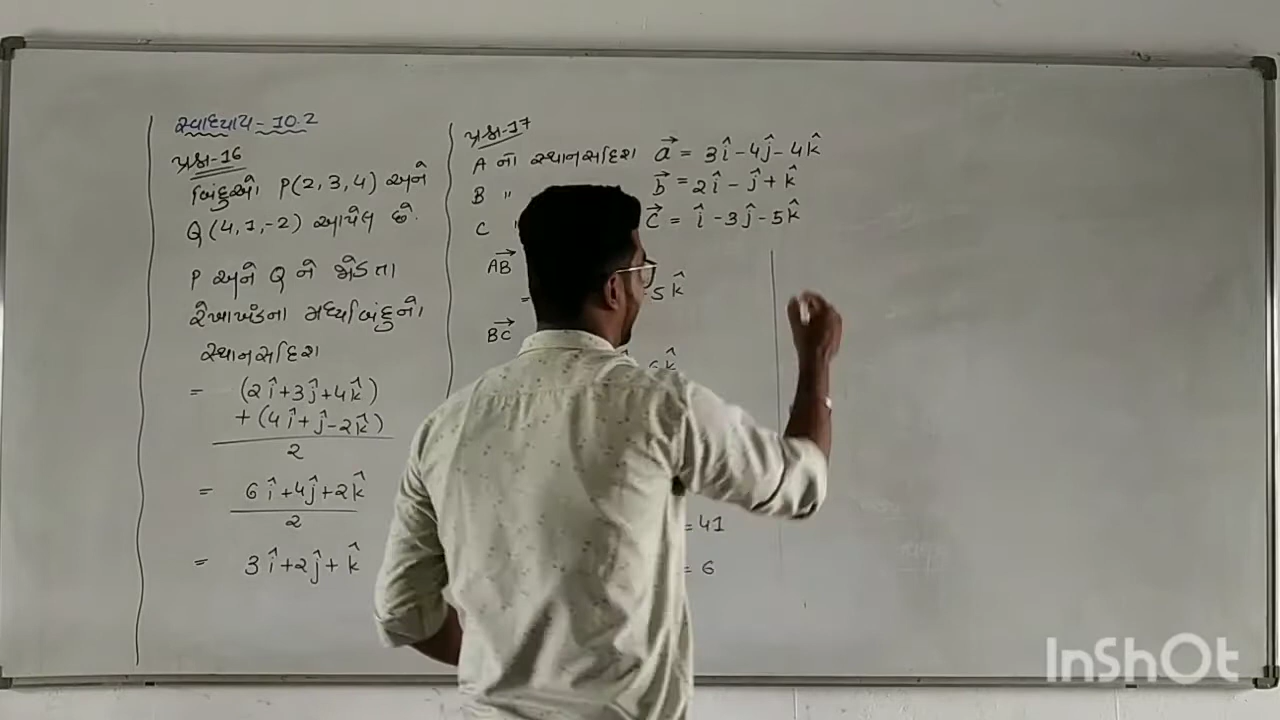 સ્વાધ્યાય - 10.2
પ્રશ્ન-16
બિંદુઓ P(2,3,4) અને
Q(4,1,-2) આપેલ છે.
P અને Q ને જોડતા
રેખાખંડના મધ્યબિંદુનો
સ્થાનસદિશ
= (2î+3ĵ+4k̂)
+ (4î+ĵ-2k̂)
2
= 6î+4ĵ+2k̂
2
= 3î+2ĵ+k̂
પ્રશ્ન-17
A નો સ્થાનસદિશ a⃗ = 3î-4ĵ-4k̂
B " b⃗ = 2î-ĵ+k̂
C " c⃗ = î-3ĵ-5k̂
AB⃗
= 5k̂
BC⃗
6k̂
= 41
= 6
InShOt